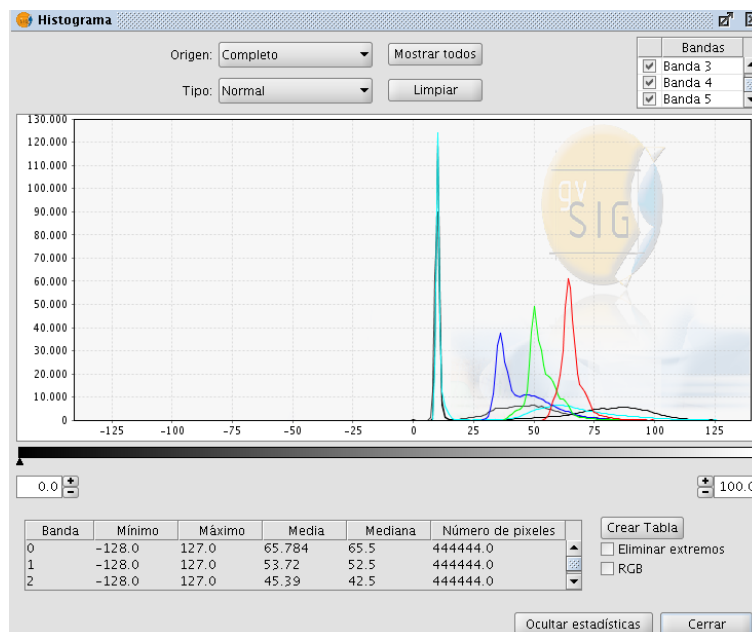 Histograma
Origen: Completo Mostrar todos
Tipo: Normal Limpiar
Bandas
Banda 3
Banda 4
Banda 5
130.000
120.000
110.000
100.000
90.000
80.000
70.000
60.000
50.000
40.000
30.000
20.000
10.000
0
-125 -100 -75 -50 -25 0 25 50 75 100 125
gv
SIG
0.0 100.0
Banda Mínimo Máximo Media Mediana Número de pixeles
0 -128.0 127.0 65.784 65.5 444444.0
1 -128.0 127.0 53.72 52.5 444444.0
2 -128.0 127.0 45.39 42.5 444444.0
Crear Tabla
Eliminar extremos
RGB
Ocultar estadísticas Cerrar